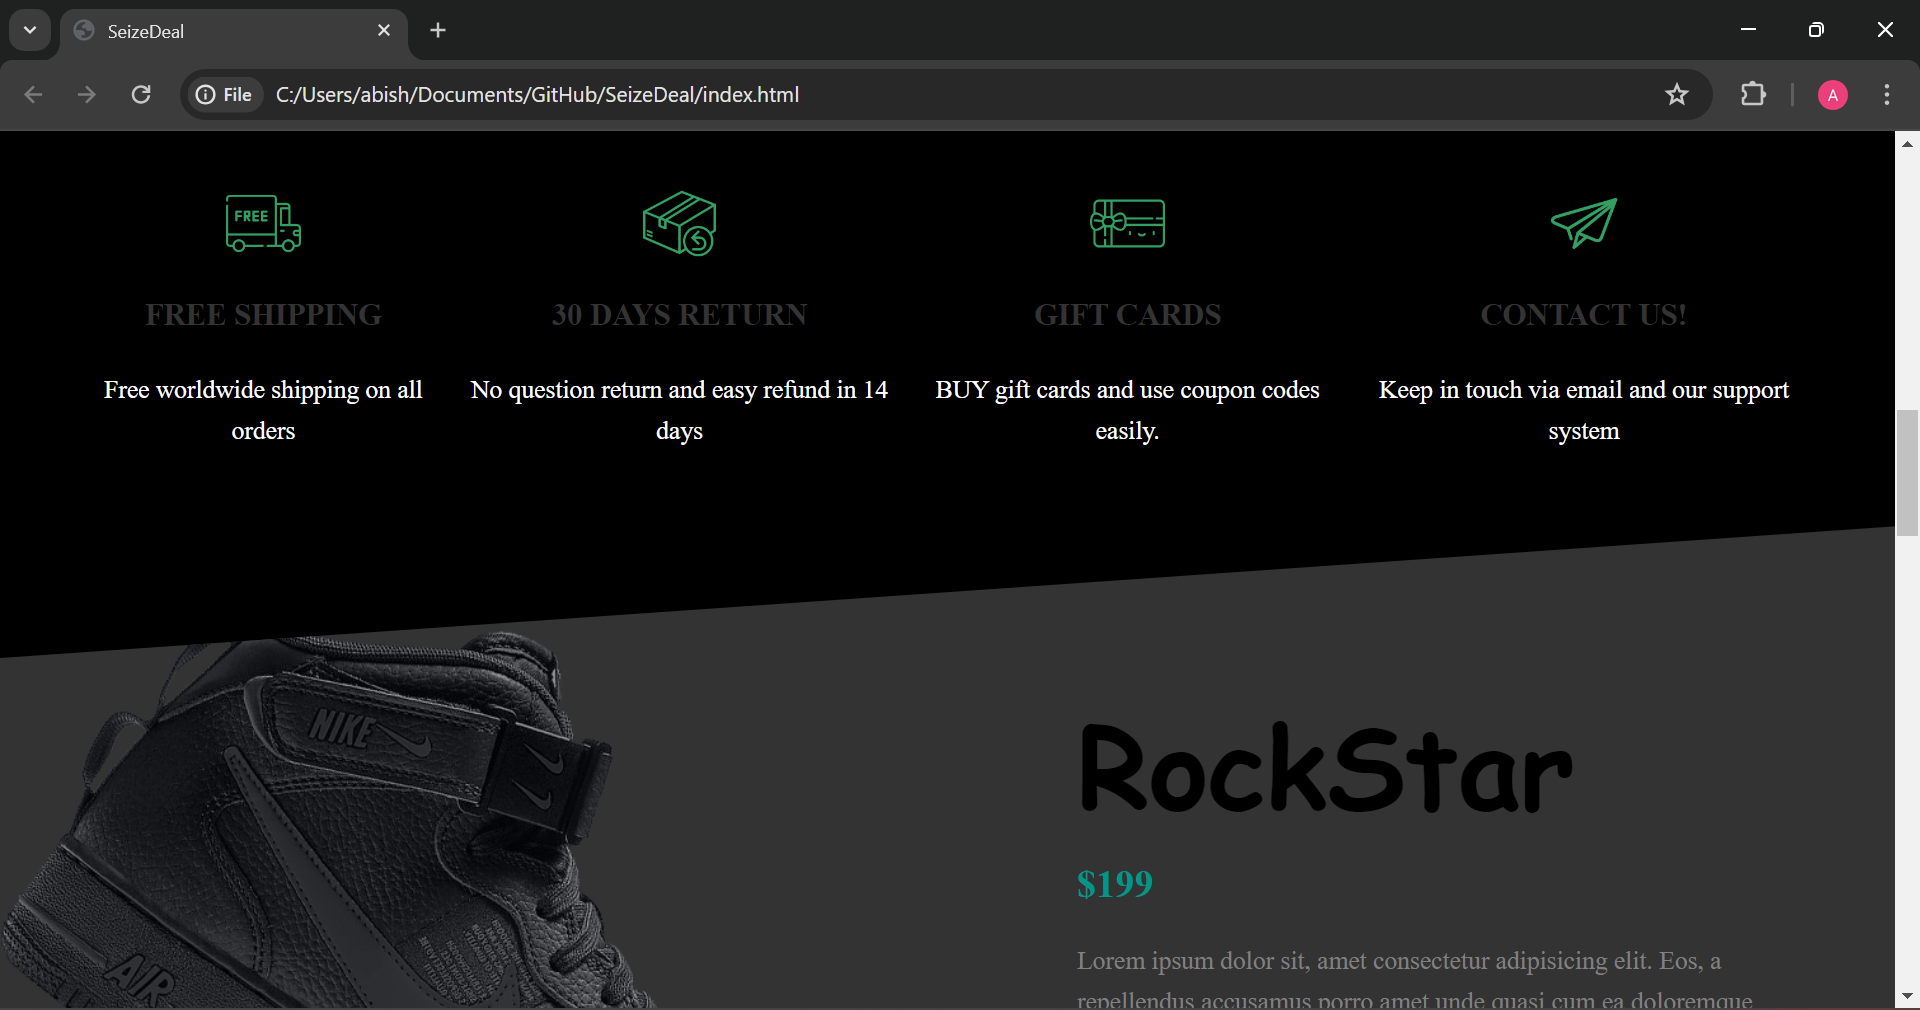 SeizeDeal
File C:/Users/abish/Documents/GitHub/SeizeDeal/index.html
A
FREE
FREE SHIPPING
30 DAYS RETURN
GIFT CARDS
CONTACT US!
Free worldwide shipping on all
orders
No question return and easy refund in 14
days
BUY gift cards and use coupon codes
easily.
Keep in touch via email and our support
system
NIKE
AIR
RockStar
$199
Lorem ipsum dolor sit, amet consectetur adipisicing elit. Eos, a
repellendus accusamus porro amet unde quasi cum ea doloremque